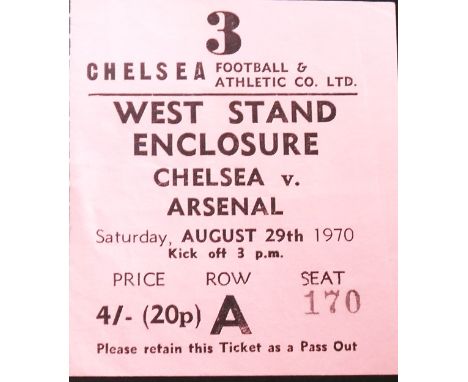 3
CHELSEA FOOTBALL & ATHLETIC CO. LTD.
WEST STAND
ENCLOSURE
CHELSEA v.
ARSENAL
Saturday, AUGUST 29th 1970
Kick off 3 p.m.
PRICE ROW SEAT
4/- (20p) A 170
Please retain this Ticket as a Pass Out